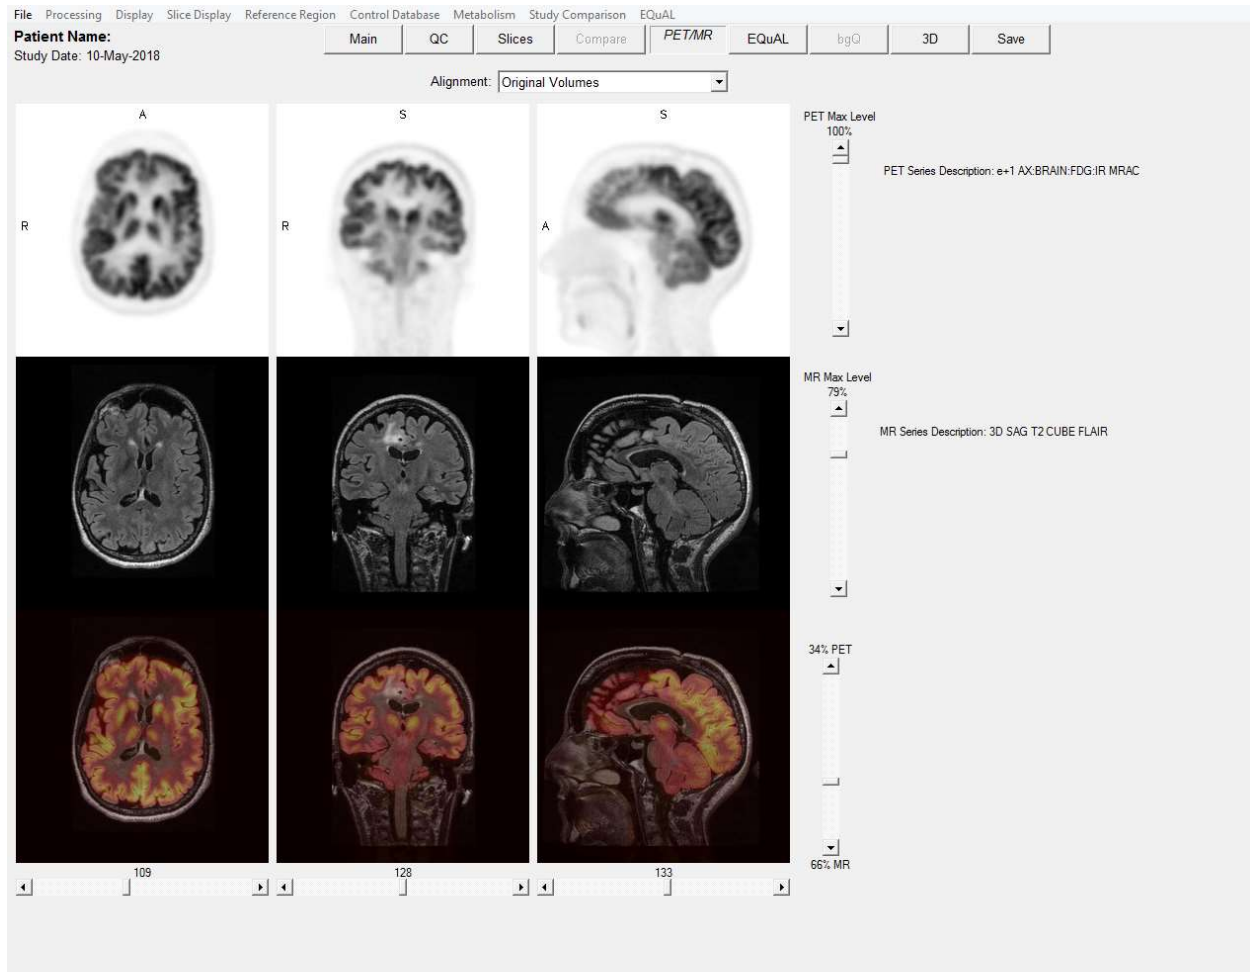 File Processing Display Slice Display Reference Region Control Database Metabolism Study Comparison EQuAL
Patient Name:
Study Date: 10-May-2018
Main QC Slices Compare PET/MR EQuAL bgQ 3D Save
Alignment: Original Volumes
A S S
R R A
PET Max Level
100%
PET Series Description: e+1 AX:BRAIN:FDG:IR MRAC
MR Max Level
79%
MR Series Description: 3D SAG T2 CUBE FLAIR
34% PET
66% MR
109 128 133